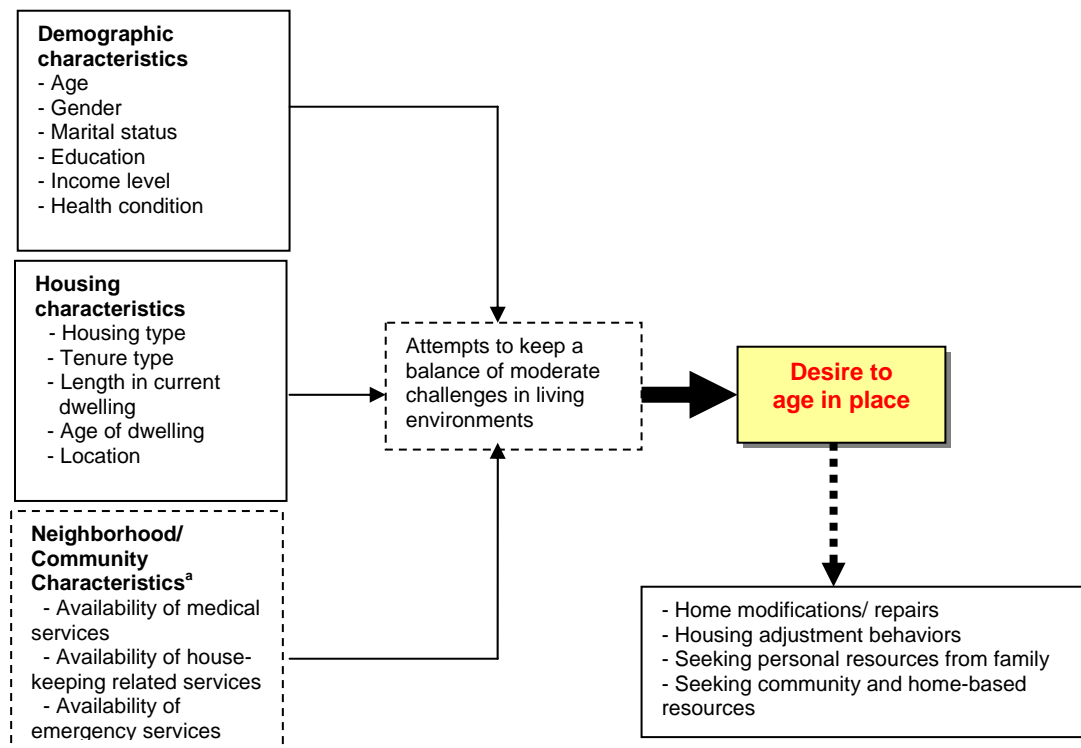 Demographic
characteristics
- Age
- Gender
- Marital status
- Education
- Income level
- Health condition
Housing
characteristics
- Housing type
- Tenure type
- Length in current
dwelling
- Age of dwelling
- Location
Neighborhood/
Community
Characteristicsᵃ
- Availability of medical
services
- Availability of house-
keeping related services
- Availability of
emergency services
Attempts to keep a
balance of moderate
challenges in living
environments
Desire to
age in place
- Home modifications/ repairs
- Housing adjustment behaviors
- Seeking personal resources from family
- Seeking community and home-based
resources